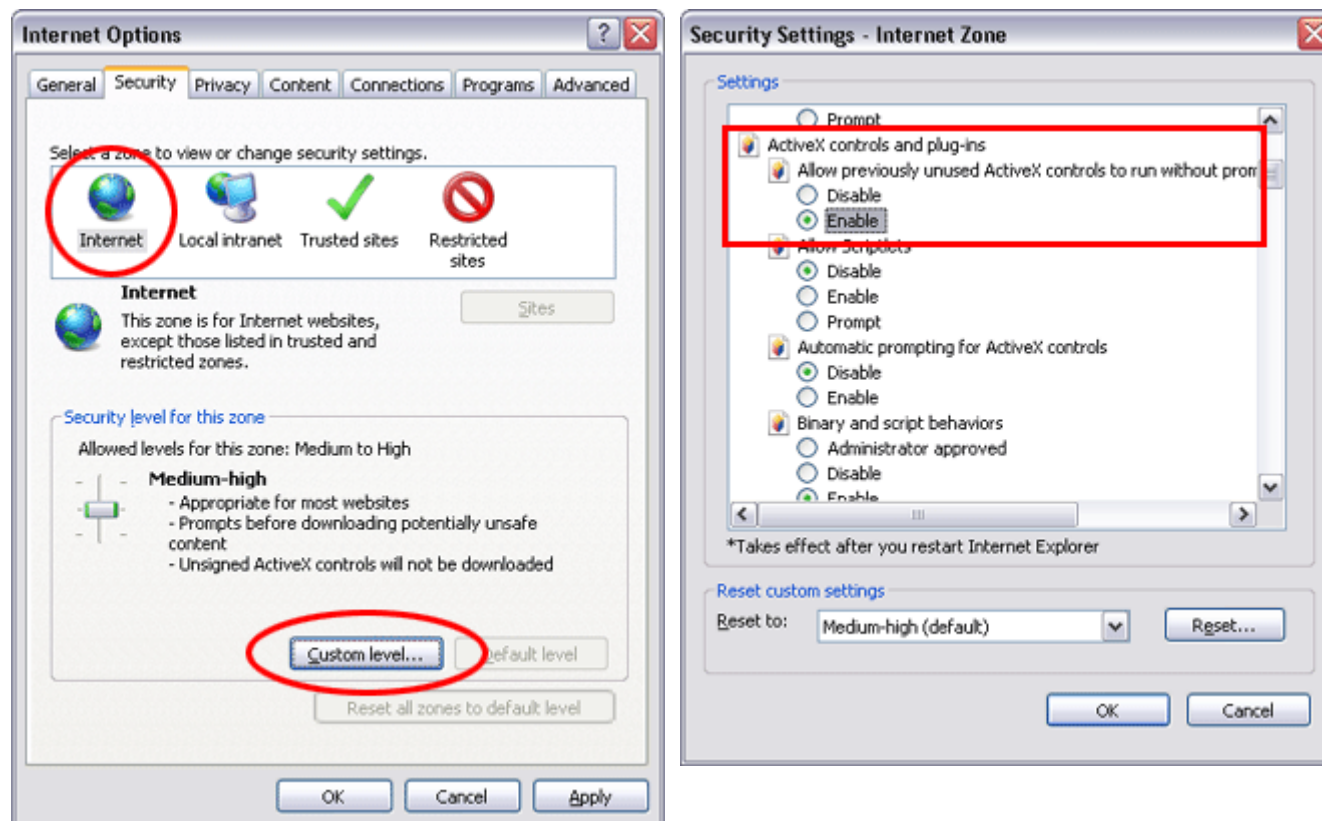 Internet Options
General Security Privacy Content Connections Programs Advanced
Select a zone to view or change security settings.
Internet Local intranet Trusted sites Restricted sites
Internet
Sites
This zone is for Internet websites,
except those listed in trusted and
restricted zones.
Security level for this zone
Allowed levels for this zone: Medium to High
Medium-high
- Appropriate for most websites
- Prompts before downloading potentially unsafe
content
- Unsigned ActiveX controls will not be downloaded
Custom level... Default level
Reset all zones to default level
OK Cancel Apply
Security Settings - Internet Zone
Settings
Prompt
ActiveX controls and plug-ins
Allow previously unused ActiveX controls to run without prom
Disable
Enable
Allow Scriptlets
Disable
Enable
Prompt
Automatic prompting for ActiveX controls
Disable
Enable
Binary and script behaviors
Administrator approved
Disable
Enable
*Takes effect after you restart Internet Explorer
Reset custom settings
Reset to: Medium-high (default) Reset...
OK Cancel